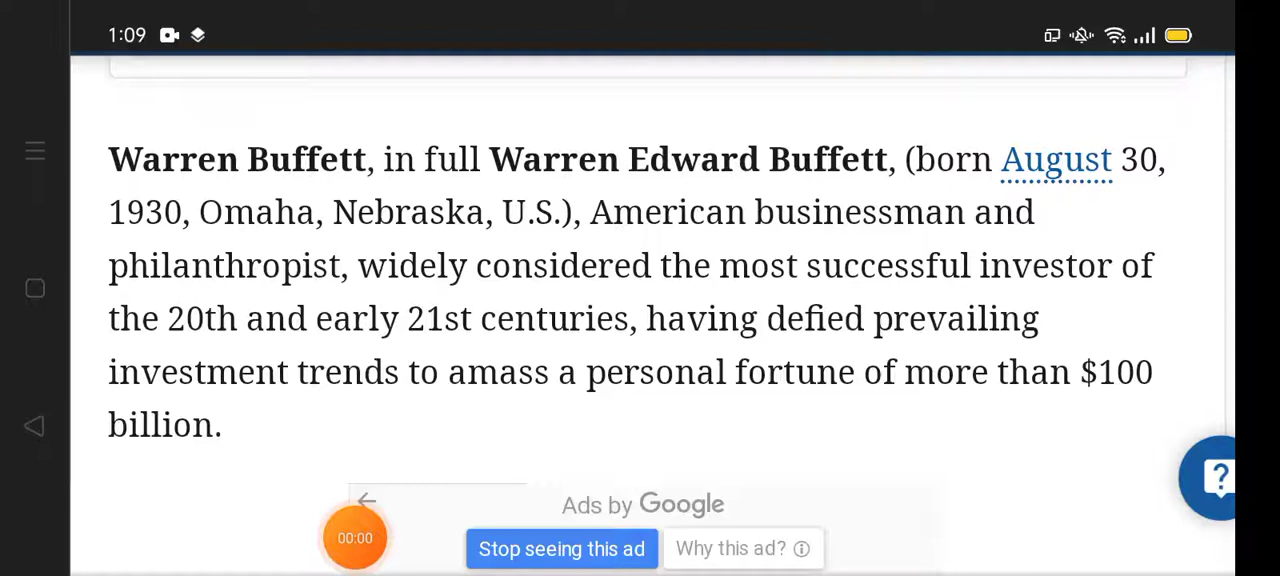 1:09
Warren Buffett, in full Warren Edward Buffett, (born August 30,
1930, Omaha, Nebraska, U.S.), American businessman and
philanthropist, widely considered the most successful investor of
the 20th and early 21st centuries, having defied prevailing
investment trends to amass a personal fortune of more than $100
billion.
Ads by Google
00:00
Stop seeing this ad
Why this ad?